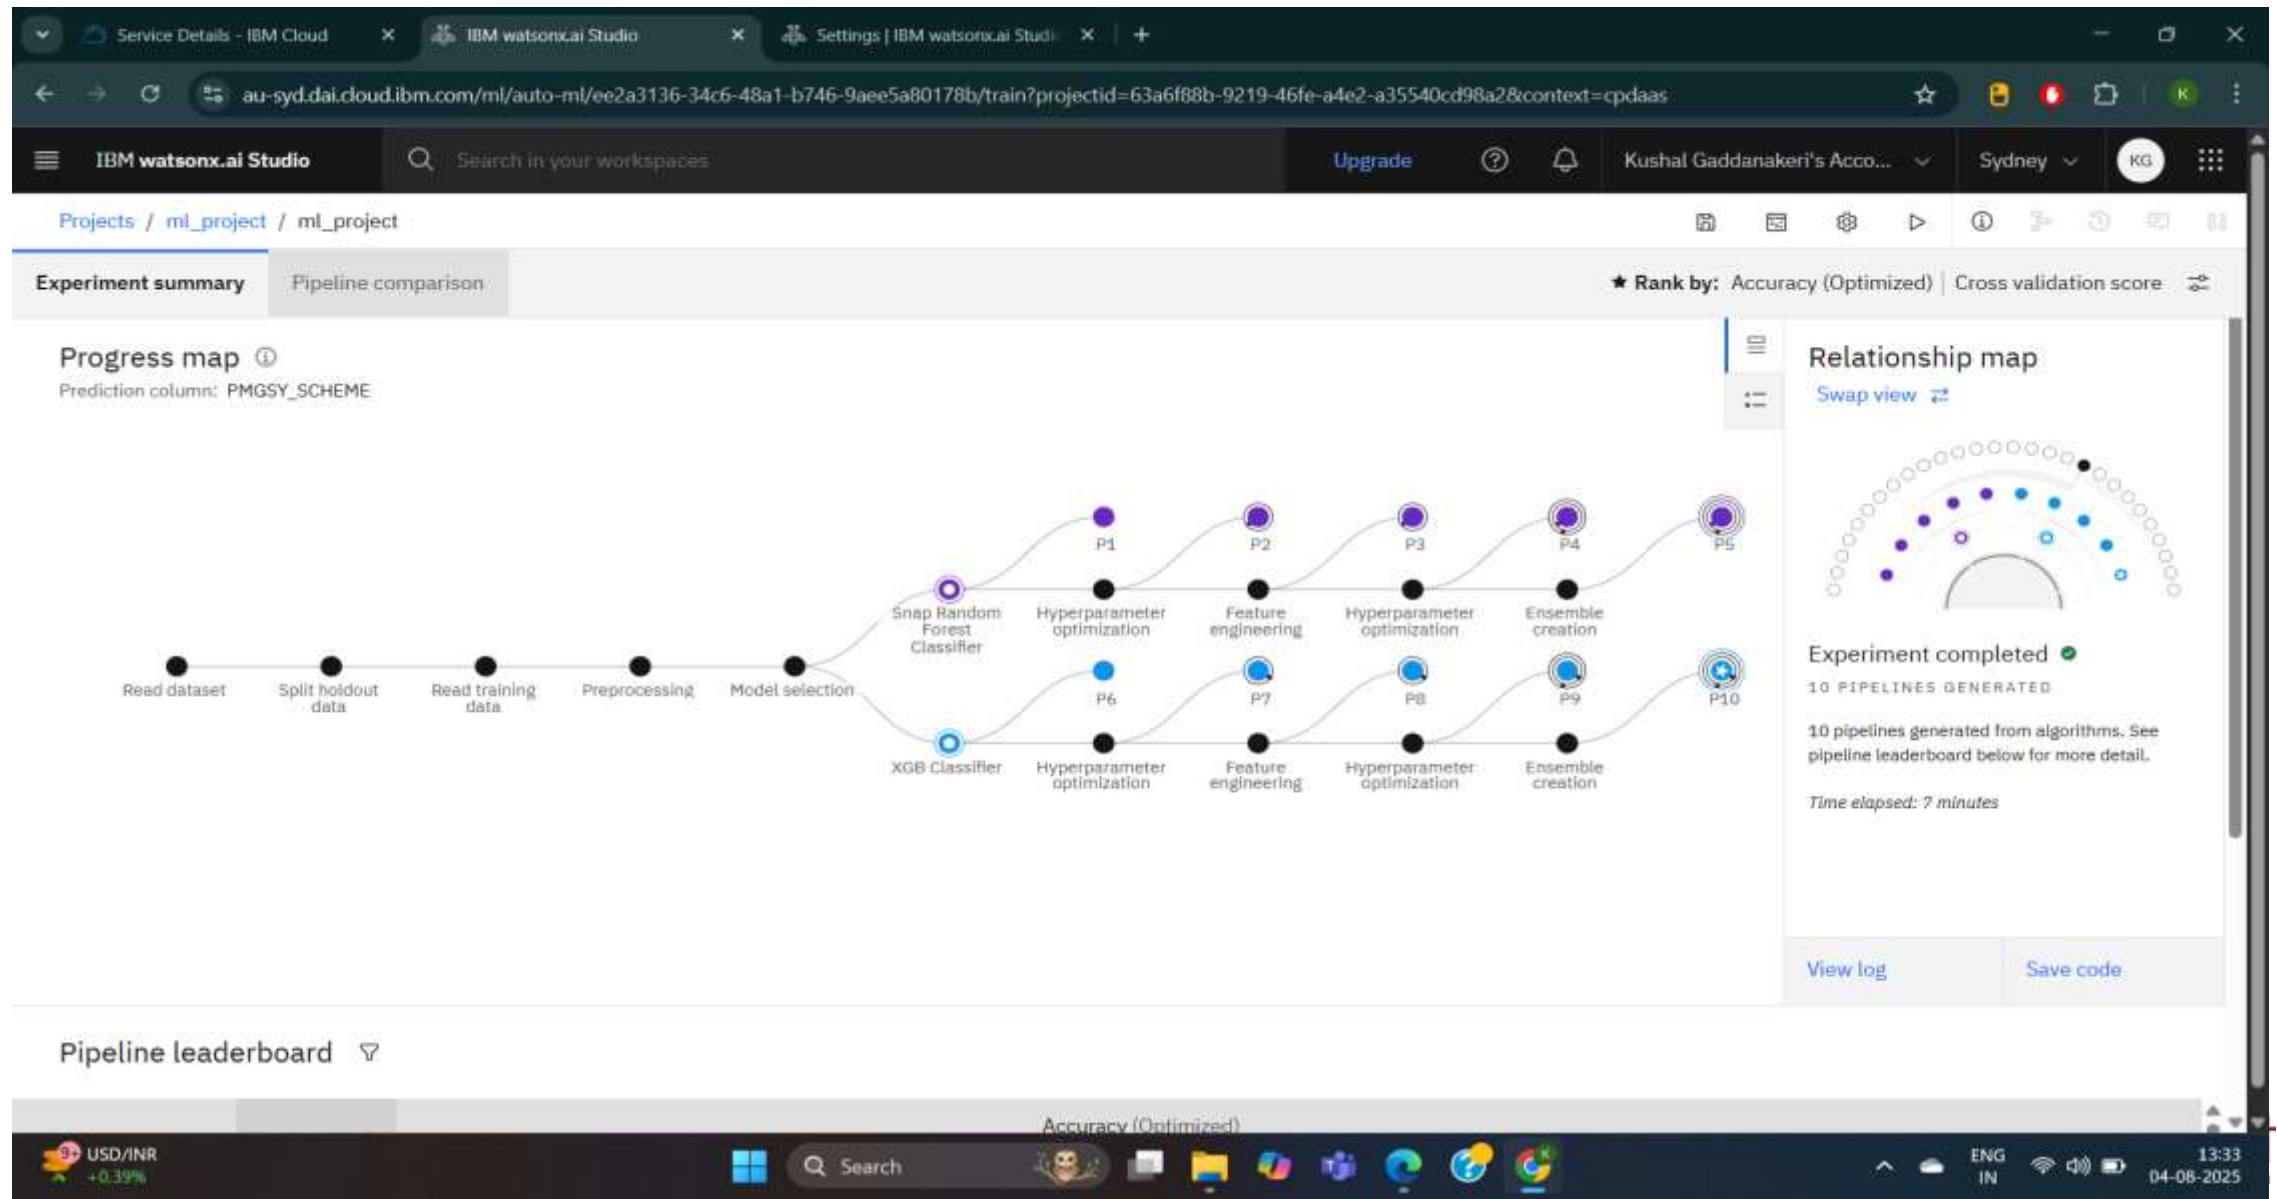 Service Details - IBM Cloud
IBM watsonx.ai Studio
Settings | IBM watsonx.ai Studi
au-syd.dai.cloud.ibm.com/ml/auto-ml/ee2a3136-34c6-48a1-b746-9aee5a80178b/train?projectid=63a6f88b-9219-46fe-a4e2-a35540cd98a2&context=cpdaas
K
IBM watsonx.ai Studio
Search in your workspaces
Upgrade
Kushal Gaddanakeri's Acco...
Sydney
KG
Projects / ml_project / ml_project
Experiment summary
Pipeline comparison
Rank by: Accuracy (Optimized) | Cross validation score
Progress map
Prediction column: PMGSY_SCHEME
P1
P2
P3
P4
P5
Snap Random
Forest
Classifier
Hyperparameter
optimization
Feature
engineering
Hyperparameter
optimization
Ensemble
creation
Read dataset
Split holdout
data
Read training
data
Preprocessing
Model selection
P6
P7
P8
P9
P10
XGB Classifier
Hyperparameter
optimization
Feature
engineering
Hyperparameter
optimization
Ensemble
creation
Relationship map
Swap view
Experiment completed
10 PIPELINES GENERATED
10 pipelines generated from algorithms. See
pipeline leaderboard below for more detail.
Time elapsed: 7 minutes
View log
Save code
Pipeline leaderboard
Accuracy (Optimized)
9+
USD/INR
+0.39%
Search
ENG
IN
13:33
04-08-2025